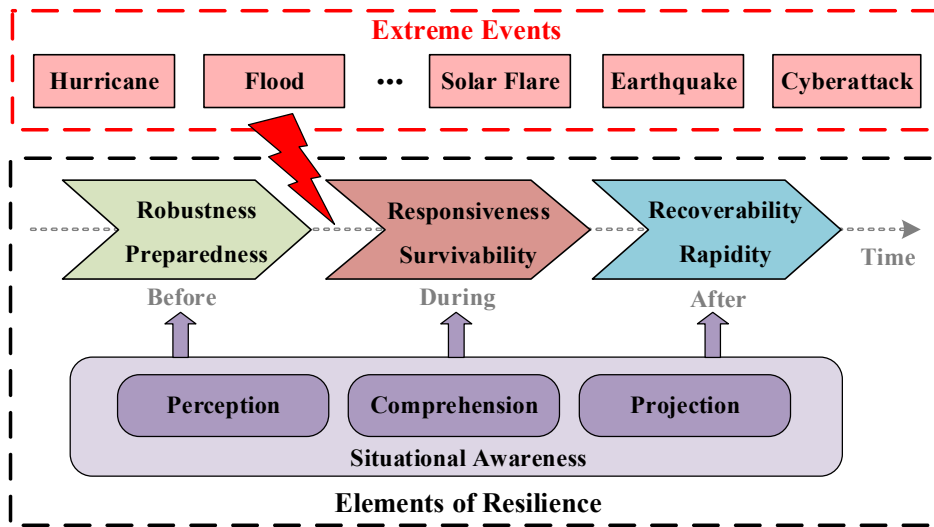 Extreme Events
Hurricane
Flood
...
Solar Flare
Earthquake
Cyberattack
Robustness
Preparedness
Responsiveness
Survivability
Recoverability
Rapidity
Time
Before
During
After
Perception
Comprehension
Projection
Situational Awareness
Elements of Resilience